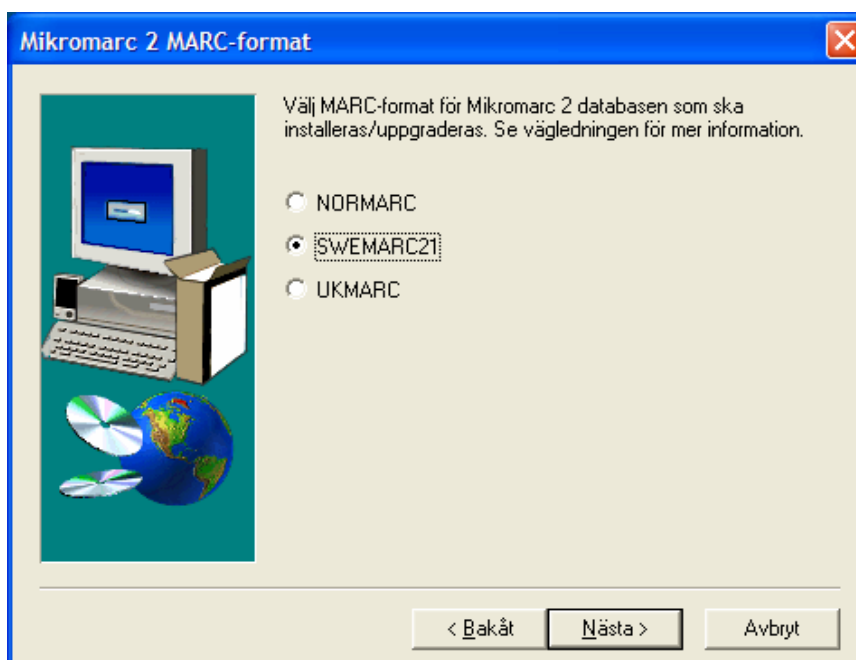 Mikromarc 2 MARC-format
Välj MARC-format för Mikromarc 2 databasen som ska
installeras/uppgraderas. Se vägledningen för mer information.
NORMARC
SWEMARC21
UKMARC
< Bakåt
Nästa >
Avbryt